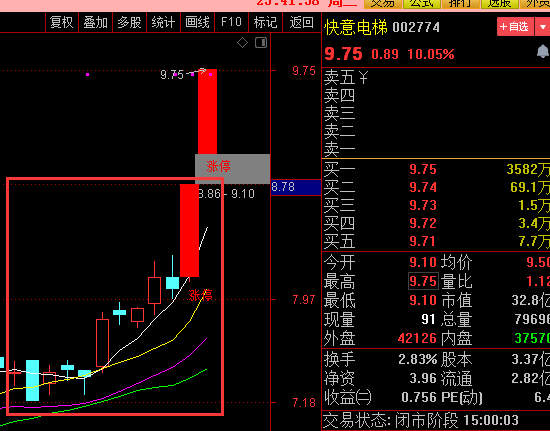 23:41:38 周二 交易 公式 排行 选股
复权 叠加 多股 统计 画线 F10 标记 返回
快意电梯 002774 +自选
9.75 0.89 10.05%
卖五 ¥
卖四
卖三
卖二
卖一
买一 9.75 3582万
买二 9.74 69.1万
买三 9.73 1.5万
买四 9.72 3.4万
买五 9.71 7.7万
今开 9.10 均价 9.50
最高 9.75 量比 1.12
最低 9.10 市值 32.8
现量 91 总量 79696
外盘 42126 内盘 37570
换手 2.83% 股本 3.37亿
净资 3.96 流通 2.82亿
收益㈡ 0.756 PE(动) 6.4
交易状态: 闭市阶段 15:00:03
9.75
9.75
涨停
8.78
8.86 - 9.10
涨停
7.97
7.18